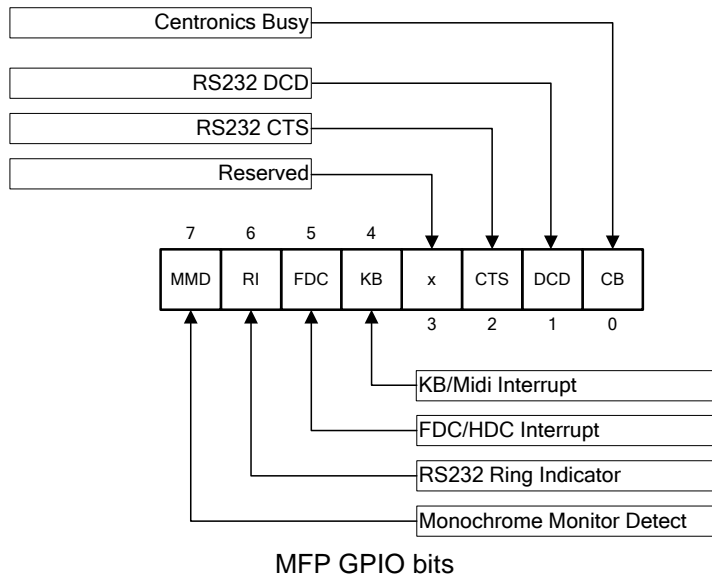 Centronics Busy
RS232 DCD
RS232 CTS
Reserved
7 6 5 4
MMD RI FDC KB x CTS DCD CB
3 2 1 0
KB/Midi Interrupt
FDC/HDC Interrupt
RS232 Ring Indicator
Monochrome Monitor Detect
MFP GPIO bits